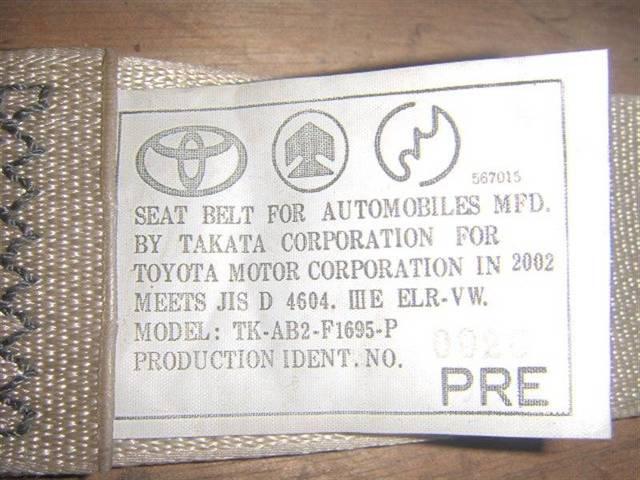 567015
SEAT BELT FOR AUTOMOBILES MFD.
BY TAKATA CORPORATION FOR
TOYOTA MOTOR CORPORATION IN 2002
MEETS JIS D 4604. ⅢE ELR-VW.
MODEL: TK-AB2-F1695-P
PRODUCTION IDENT. NO.
PRE